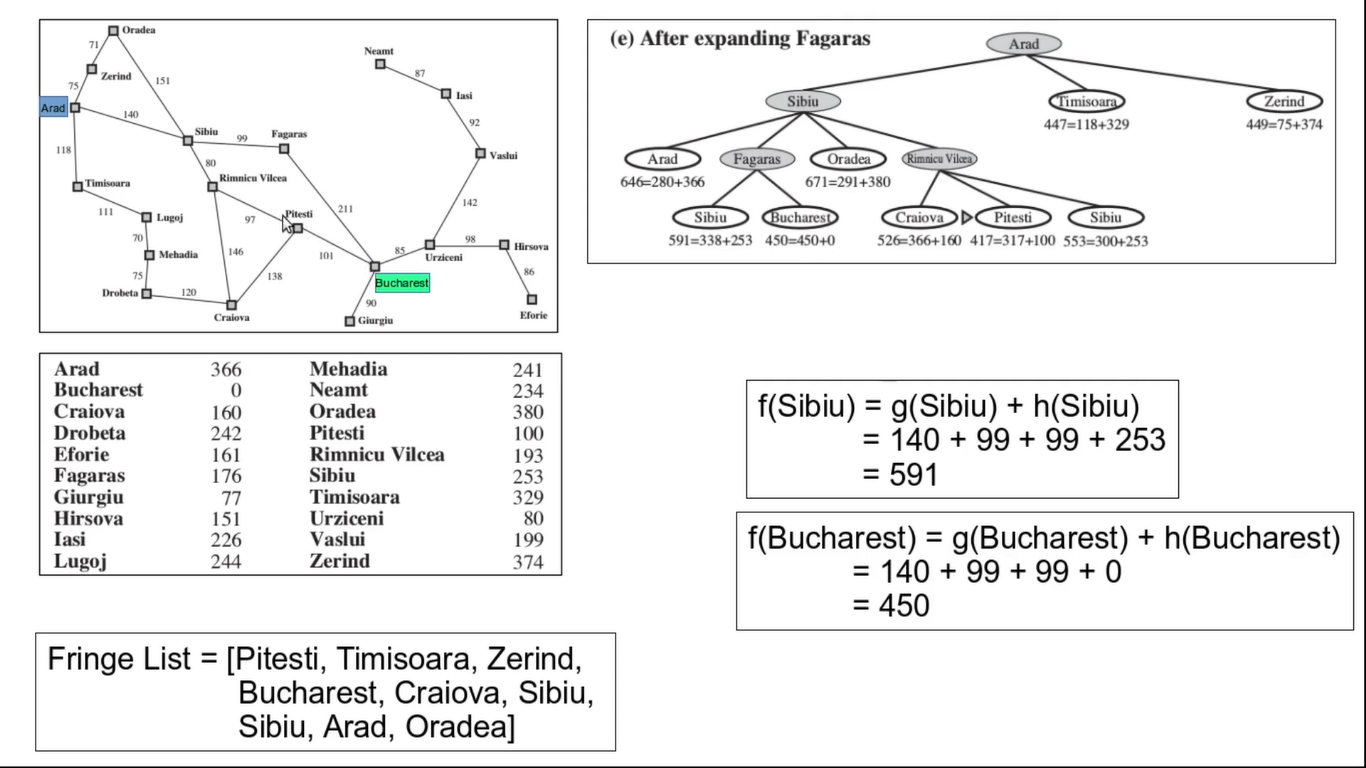 Oradea
71
Neamt
Zerind
87
75
151
Iasi
Arad
140
92
Sibiu
99
Fagaras
118
80
Vaslui
Rimnicu Vilcea
Timisoara
142
111
Lugoj
97
Pitesti
211
70
98
Hirsova
146
85
Mehadia
101
Urziceni
75
138
86
Bucharest
Drobeta
120
90
Craiova
Giurgiu
Eforie
(e) After expanding Fagaras
Arad
Sibiu
Timisoara
Zerind
447=118+329
449=75+374
Arad
Fagaras
Oradea
Rimnicu Vilcea
646=280+366
671=291+380
Sibiu
Bucharest
Craiova
Pitesti
Sibiu
591=338+253
450=450+0
526=366+160
417=317+100
553=300+253
Arad 366 Mehadia 241
Bucharest 0 Neamt 234
Craiova 160 Oradea 380
Drobeta 242 Pitesti 100
Eforie 161 Rimnicu Vilcea 193
Fagaras 176 Sibiu 253
Giurgiu 77 Timisoara 329
Hirsova 151 Urziceni 80
Iasi 226 Vaslui 199
Lugoj 244 Zerind 374
f(Sibiu) = g(Sibiu) + h(Sibiu)
= 140 + 99 + 99 + 253
= 591
f(Bucharest) = g(Bucharest) + h(Bucharest)
= 140 + 99 + 99 + 0
= 450
Fringe List = [Pitesti, Timisoara, Zerind,
Bucharest, Craiova, Sibiu,
Sibiu, Arad, Oradea]